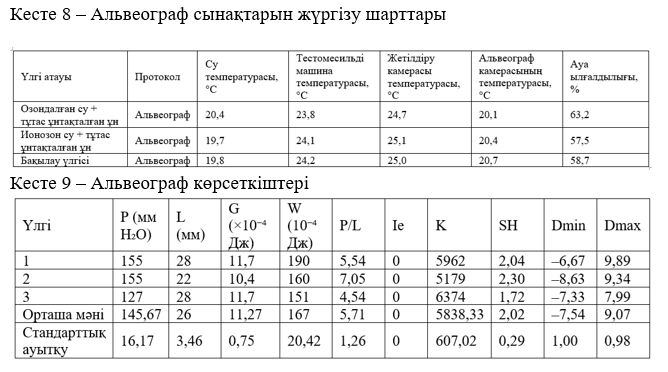 Кесте 8 – Альвеограф сынақтарын жүргізу шарттары
Үлгі атауы | Протокол | Су температурасы, °C | Тестомесильді машина температурасы, °C | Жетілдіру камерасы температурасы, °C | Альвеограф камерасының температурасы, °C | Ауа ылғалдылығы, %
Озондалған су + тұтас ұнтақталған ұн | Альвеограф | 20,4 | 23,8 | 24,7 | 20,1 | 63,2
Ионозон су + тұтас ұнтақталған ұн | Альвеограф | 19,7 | 24,1 | 25,1 | 20,4 | 57,5
Бақылау үлгісі | Альвеограф | 19,8 | 24,2 | 25,0 | 20,7 | 58,7
Кесте 9 – Альвеограф көрсеткіштері
Үлгі | P (мм H₂O) | L (мм) | G (×10⁻⁴ Дж) | W (10⁻⁴ Дж) | P/L | Ie | K | SH | Dmin | Dmax
1 | 155 | 28 | 11,7 | 190 | 5,54 | 0 | 5962 | 2,04 | –6,67 | 9,89
2 | 155 | 22 | 10,4 | 160 | 7,05 | 0 | 5179 | 2,30 | –8,63 | 9,34
3 | 127 | 28 | 11,7 | 151 | 4,54 | 0 | 6374 | 1,72 | –7,33 | 7,99
Орташа мәні | 145,67 | 26 | 11,27 | 167 | 5,71 | 0 | 5838,33 | 2,02 | –7,54 | 9,07
Стандарттық ауытқу | 16,17 | 3,46 | 0,75 | 20,42 | 1,26 | 0 | 607,02 | 0,29 | 1,00 | 0,98